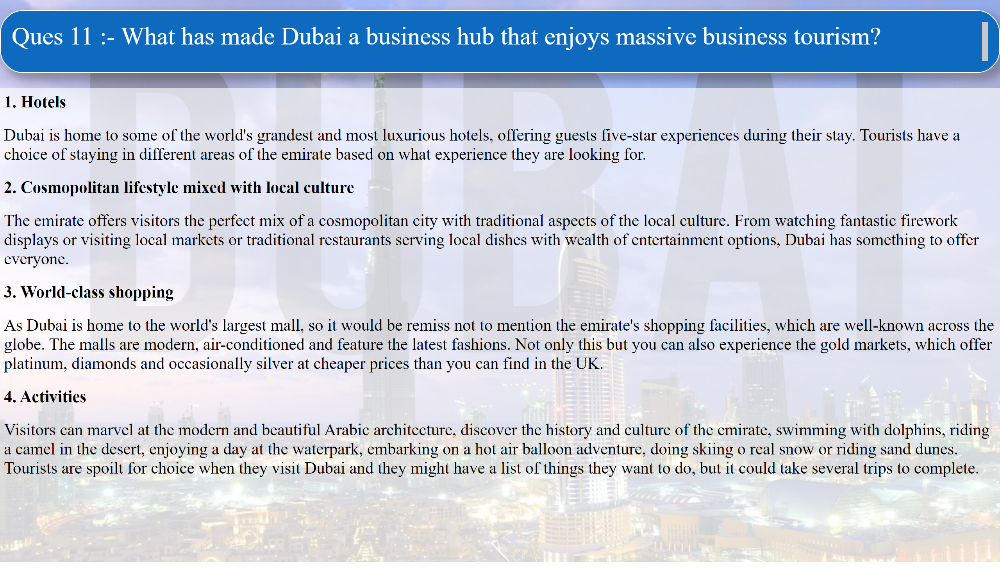 Ques 11 :- What has made Dubai a business hub that enjoys massive business tourism?
DUBAI
1. Hotels
Dubai is home to some of the world's grandest and most luxurious hotels, offering guests five-star experiences during their stay. Tourists have a
choice of staying in different areas of the emirate based on what experience they are looking for.
2. Cosmopolitan lifestyle mixed with local culture
The emirate offers visitors the perfect mix of a cosmopolitan city with traditional aspects of the local culture. From watching fantastic firework
displays or visiting local markets or traditional restaurants serving local dishes with wealth of entertainment options, Dubai has something to offer
everyone.
3. World-class shopping
As Dubai is home to the world's largest mall, so it would be remiss not to mention the emirate's shopping facilities, which are well-known across the
globe. The malls are modern, air-conditioned and feature the latest fashions. Not only this but you can also experience the gold markets, which offer
platinum, diamonds and occasionally silver at cheaper prices than you can find in the UK.
4. Activities
Visitors can marvel at the modern and beautiful Arabic architecture, discover the history and culture of the emirate, swimming with dolphins, riding
a camel in the desert, enjoying a day at the waterpark, embarking on a hot air balloon adventure, doing skiing o real snow or riding sand dunes.
Tourists are spoilt for choice when they visit Dubai and they might have a list of things they want to do, but it could take several trips to complete.